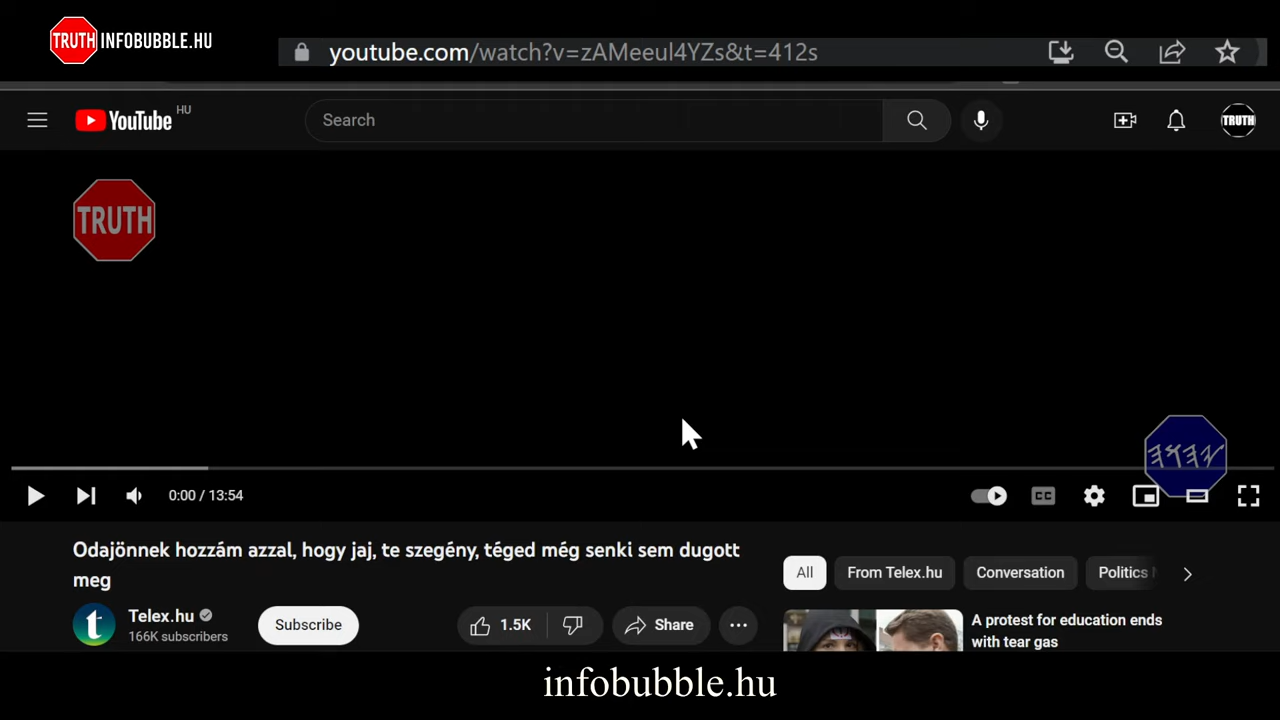 TRUTH INFOBUBBLE.HU
youtube.com/watch?v=zAMeeul4YZs&t=412s
YouTube HU
Search
TRUTH
TRUTH
𐤉𐤄𐤅𐤄
0:00 / 13:54
CC
Odajönnek hozzám azzal, hogy jaj, te szegény, téged még senki sem dugott
meg
All
From Telex.hu
Conversation
Politics
t
Telex.hu
166K subscribers
Subscribe
1.5K
Share
A protest for education ends
with tear gas
infobubble.hu